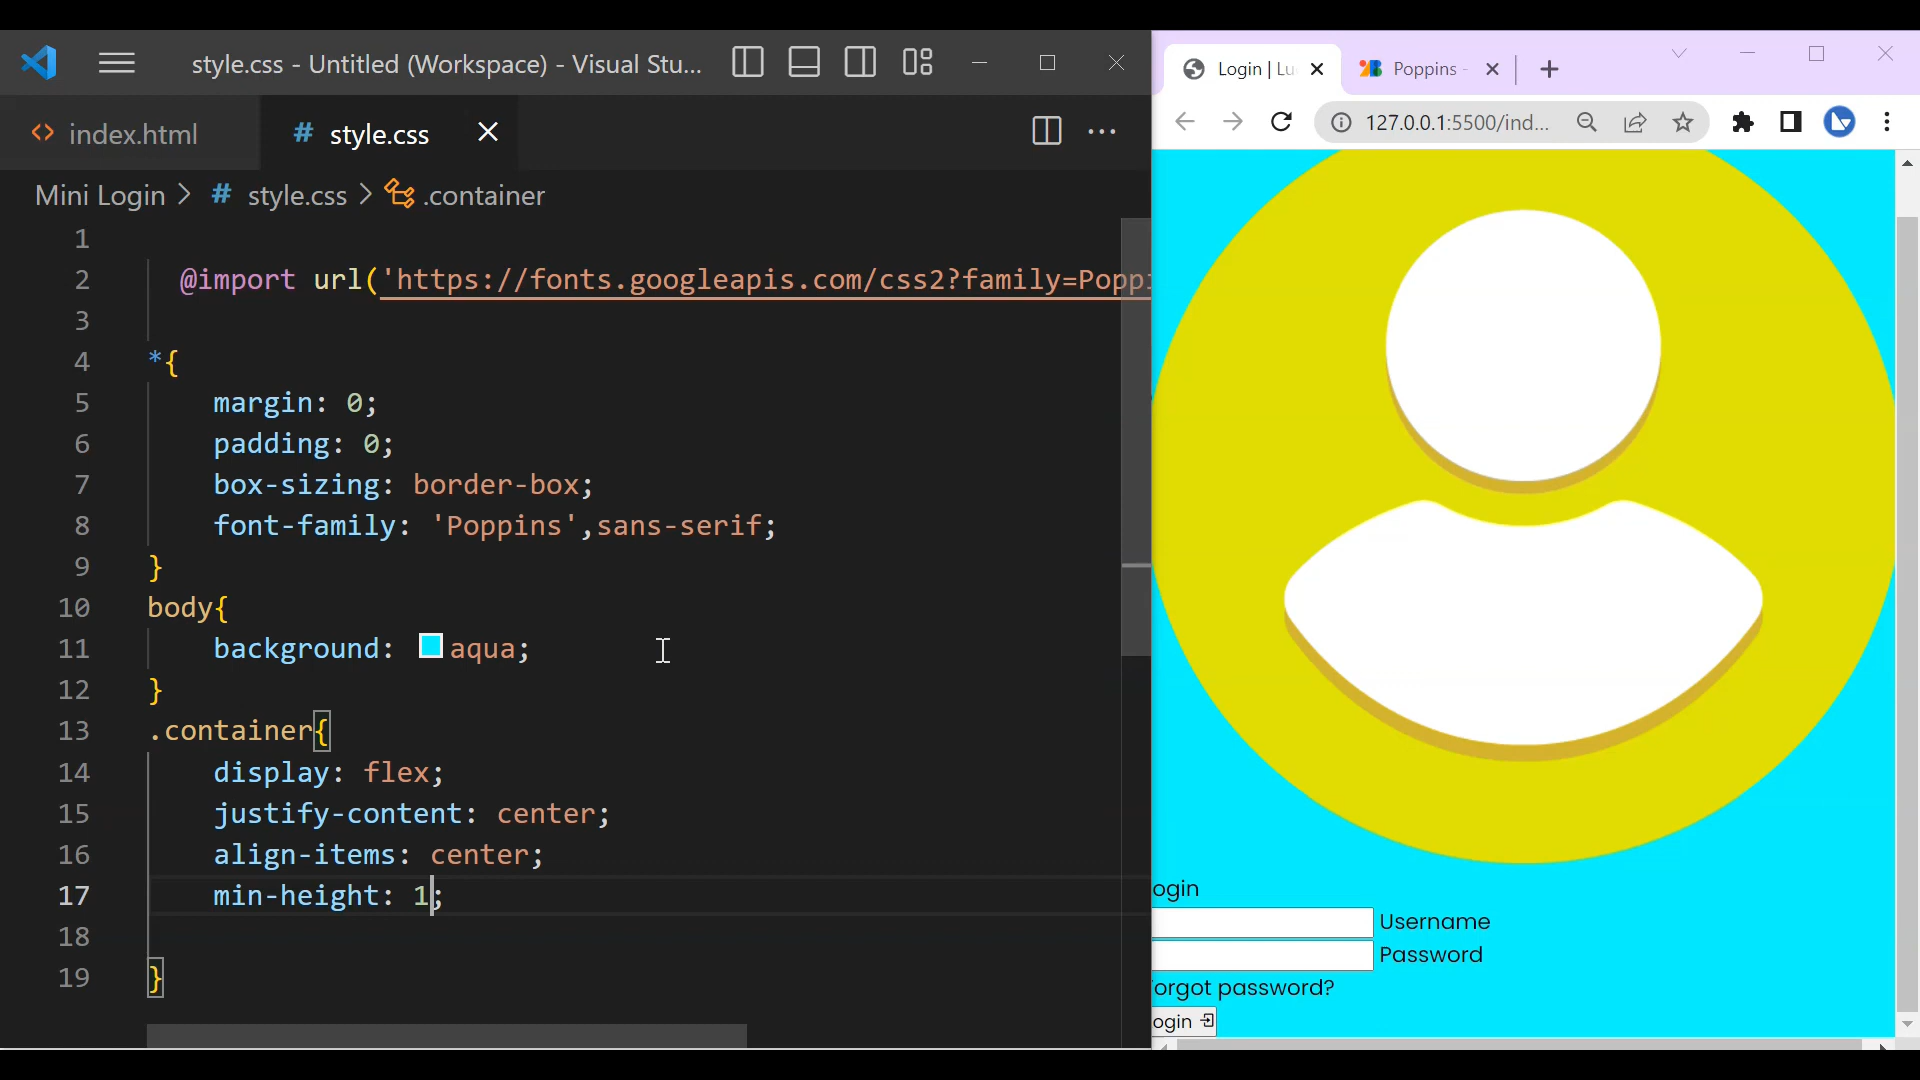 style.css - Untitled (Workspace) - Visual Stu...
index.html
# style.css
Mini Login > # style.css > .container
1
2 @import url('https://fonts.googleapis.com/css2?family=Poppi
3
4 *{
5 margin: 0;
6 padding: 0;
7 box-sizing: border-box;
8 font-family: 'Poppins',sans-serif;
9 }
10 body{
11 background: aqua;
12 }
13 .container{
14 display: flex;
15 justify-content: center;
16 align-items: center;
17 min-height: 1;
18
19 }
Login | Lu
Poppins -
127.0.0.1:5500/ind...
ogin
Username
Password
orgot password?
ogin